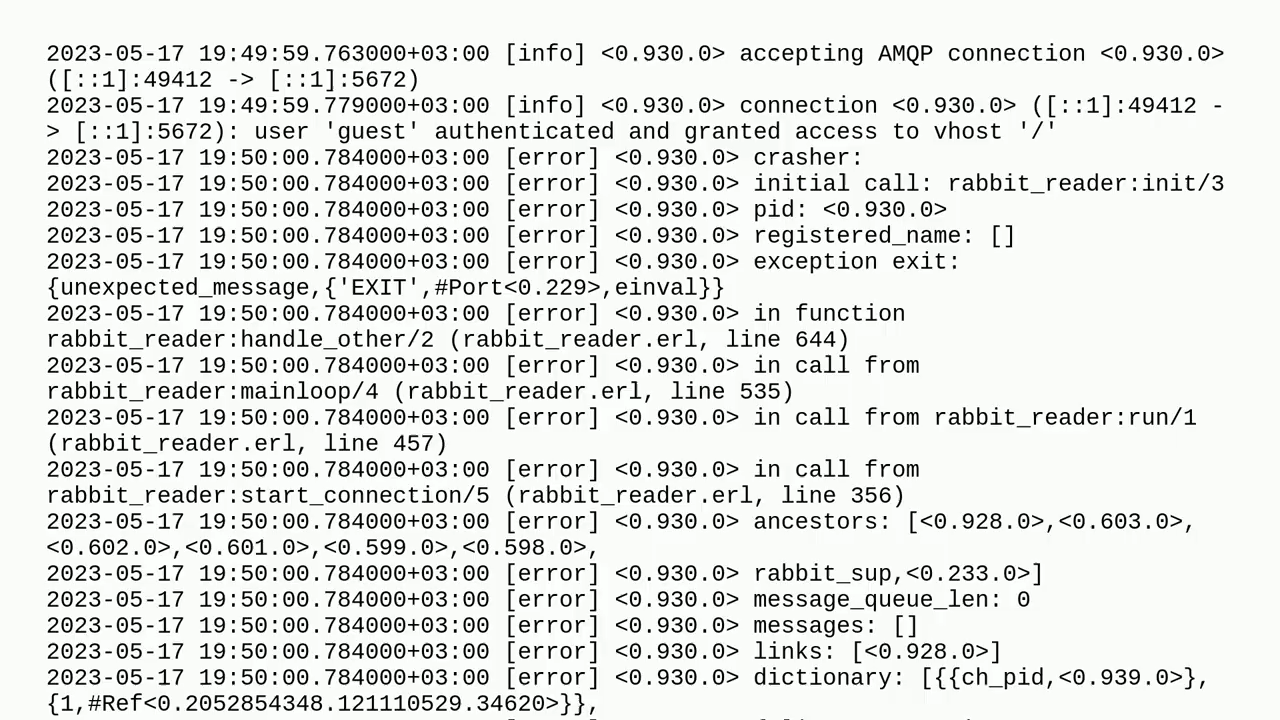 2023-05-17 19:49:59.763000+03:00 [info] <0.930.0> accepting AMQP connection <0.930.0>
([::1]:49412 -> [::1]:5672)
2023-05-17 19:49:59.779000+03:00 [info] <0.930.0> connection <0.930.0> ([::1]:49412 -
> [::1]:5672): user 'guest' authenticated and granted access to vhost '/'
2023-05-17 19:50:00.784000+03:00 [error] <0.930.0> crasher:
2023-05-17 19:50:00.784000+03:00 [error] <0.930.0> initial call: rabbit_reader:init/3
2023-05-17 19:50:00.784000+03:00 [error] <0.930.0> pid: <0.930.0>
2023-05-17 19:50:00.784000+03:00 [error] <0.930.0> registered_name: []
2023-05-17 19:50:00.784000+03:00 [error] <0.930.0> exception exit:
{unexpected_message,{'EXIT',#Port<0.229>,einval}}
2023-05-17 19:50:00.784000+03:00 [error] <0.930.0> in function
rabbit_reader:handle_other/2 (rabbit_reader.erl, line 644)
2023-05-17 19:50:00.784000+03:00 [error] <0.930.0> in call from
rabbit_reader:mainloop/4 (rabbit_reader.erl, line 535)
2023-05-17 19:50:00.784000+03:00 [error] <0.930.0> in call from rabbit_reader:run/1
(rabbit_reader.erl, line 457)
2023-05-17 19:50:00.784000+03:00 [error] <0.930.0> in call from
rabbit_reader:start_connection/5 (rabbit_reader.erl, line 356)
2023-05-17 19:50:00.784000+03:00 [error] <0.930.0> ancestors: [<0.928.0>,<0.603.0>,
<0.602.0>,<0.601.0>,<0.599.0>,<0.598.0>,
2023-05-17 19:50:00.784000+03:00 [error] <0.930.0> rabbit_sup,<0.233.0>]
2023-05-17 19:50:00.784000+03:00 [error] <0.930.0> message_queue_len: 0
2023-05-17 19:50:00.784000+03:00 [error] <0.930.0> messages: []
2023-05-17 19:50:00.784000+03:00 [error] <0.930.0> links: [<0.928.0>]
2023-05-17 19:50:00.784000+03:00 [error] <0.930.0> dictionary: [{{ch_pid,<0.939.0>},
{1,#Ref<0.2052854348.121110529.34620>}},